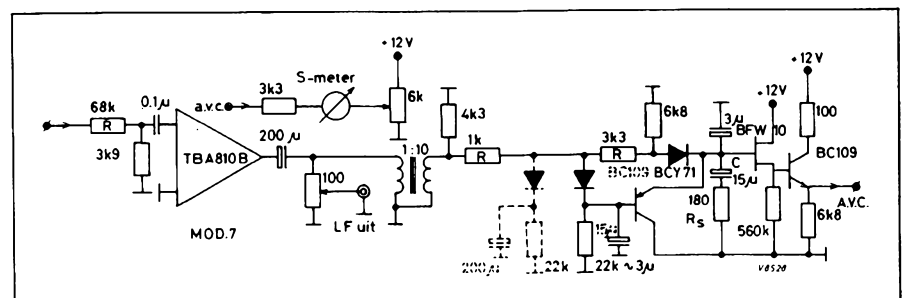 +12V
S-meter
a.v.c.
3k3
6k
+12V
+12V
68k
R
0.1µ
3k9
TBA810B
200µ
1:10
4k3
1k
R
3k3
R
6k8
3µ
BFW 10
100
BC109
BC109 BCY71
C
15µ
100
LF uit
180
Rs
560k
6k8
A.V.C.
MOD.7
200µ
22k
15µ
22k ~ 3µ
V8528